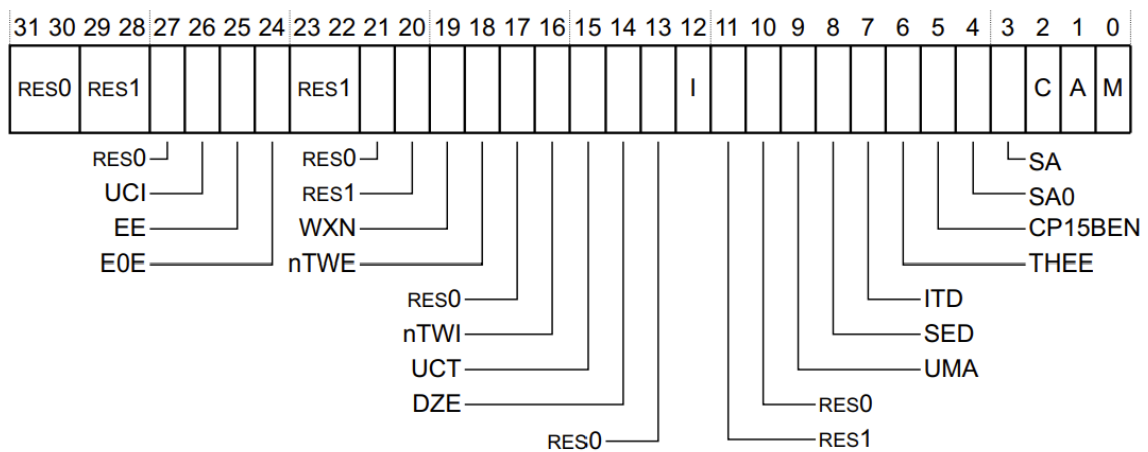 31 30 29 28 27 26 25 24 23 22 21 20 19 18 17 16 15 14 13 12 11 10 9 8 7 6 5 4 3 2 1 0
RES0 RES1 RES1 I C A M
RES0 RES0 SA
UCI RES1 SA0
EE WXN CP15BEN
E0E nTWE THEE
RES0 ITD
nTWI SED
UCT UMA
DZE RES0
RES0 RES1